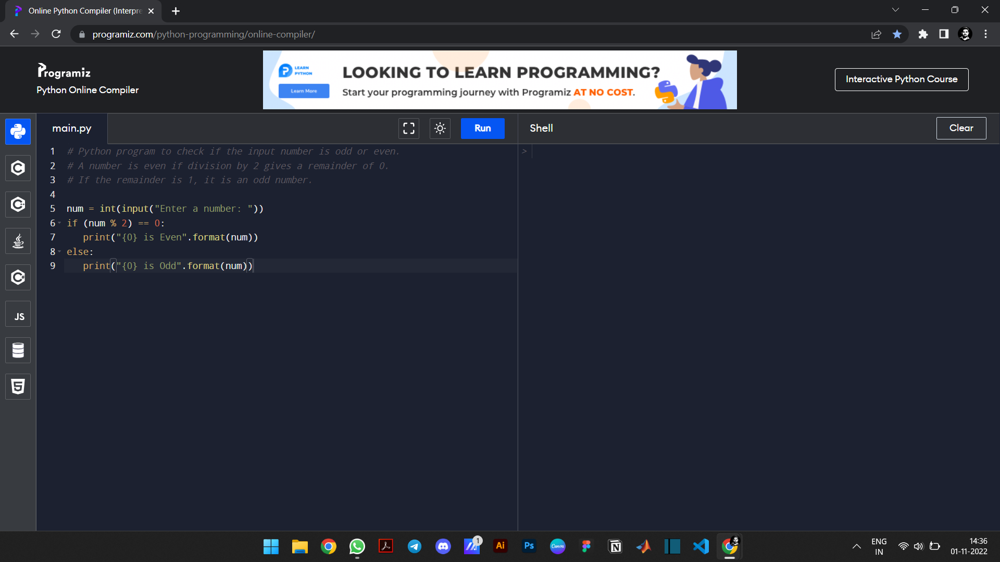 Online Python Compiler (Interpre
programiz.com/python-programming/online-compiler/
Programiz
Python Online Compiler
LEARN
PYTHON
Learn More
LOOKING TO LEARN PROGRAMMING?
Start your programming journey with Programiz AT NO COST.
Interactive Python Course
main.py
Run
Shell
Clear
1 # Python program to check if the input number is odd or even.
2 # A number is even if division by 2 gives a remainder of 0.
3 # If the remainder is 1, it is an odd number.
4
5 num = int(input("Enter a number: "))
6 if (num % 2) == 0:
7    print("{0} is Even".format(num))
8 else:
9    print("{0} is Odd".format(num))
>
C
C++
C#
JS
5
1
Ai
Ps
Canva
N
ENG
IN
14:36
01-11-2022